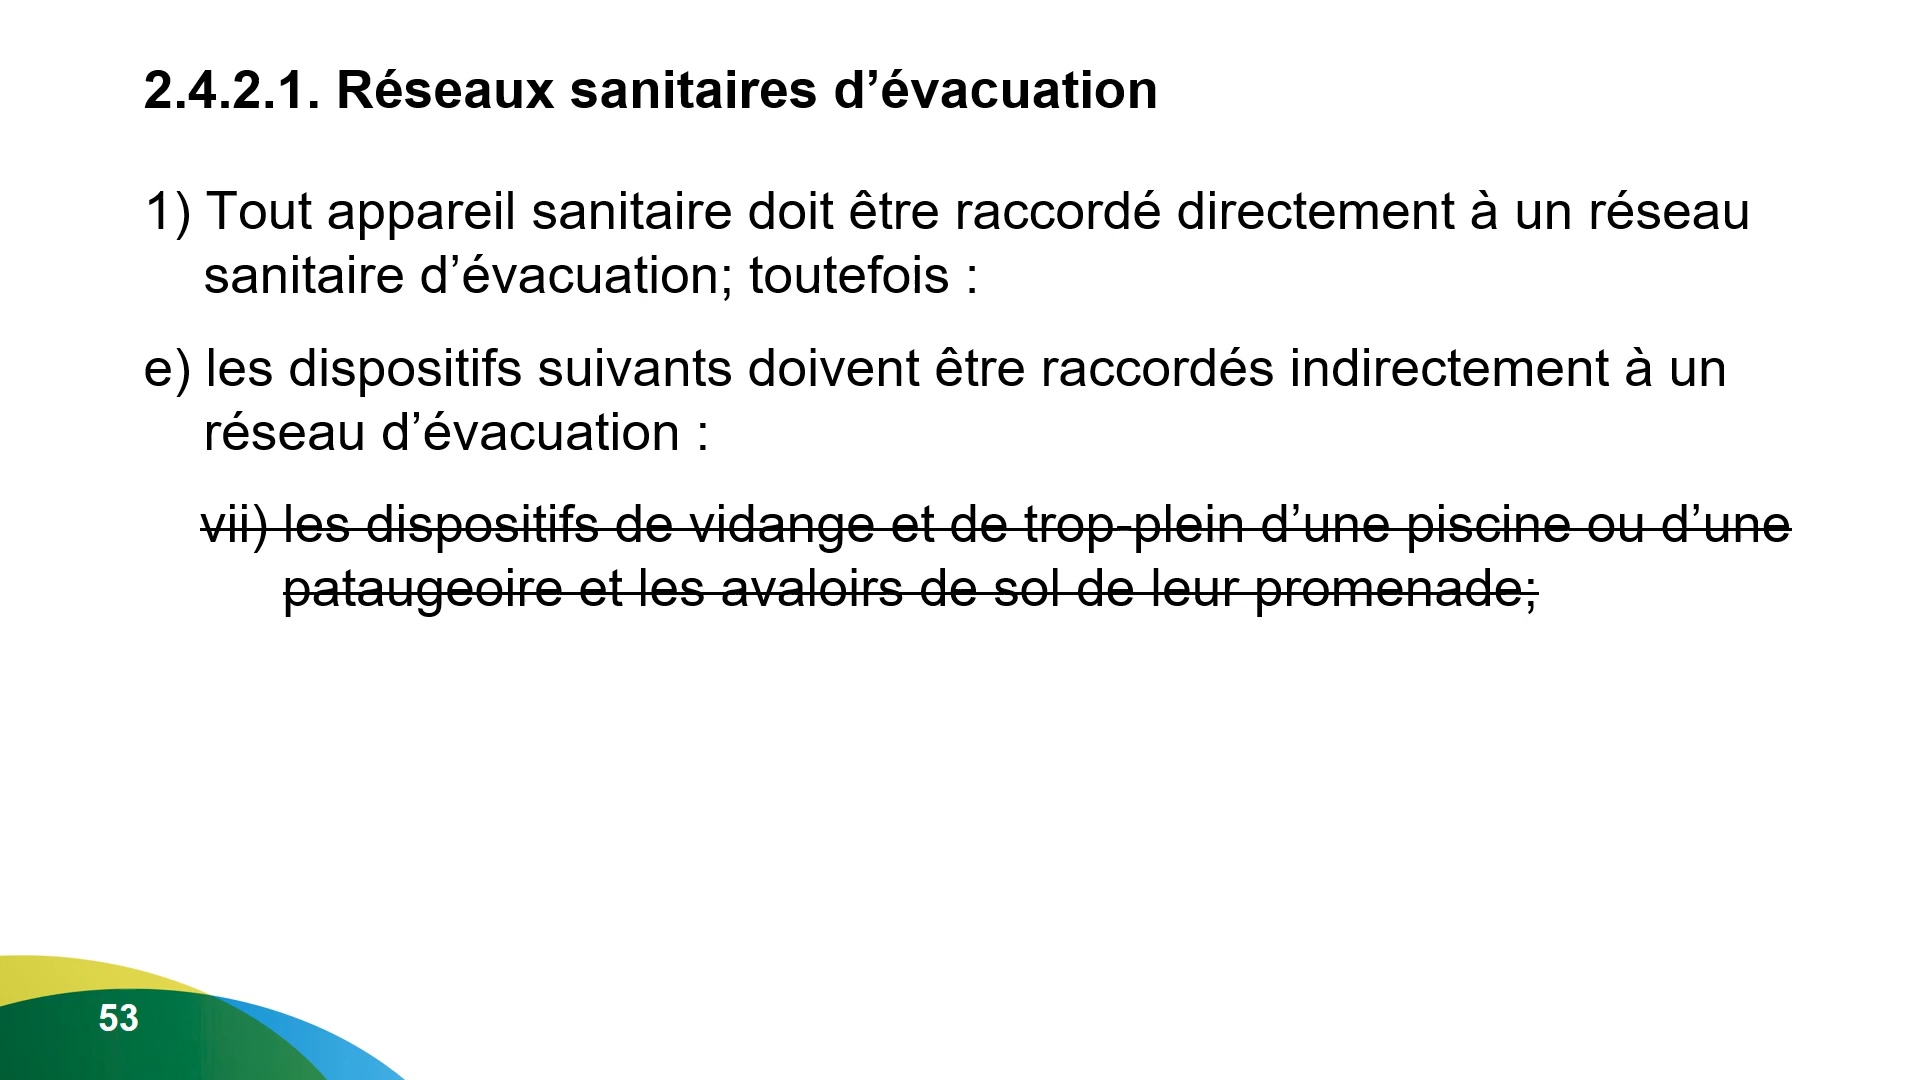 2.4.2.1. Réseaux sanitaires d’évacuation
1) Tout appareil sanitaire doit être raccordé directement à un réseau
sanitaire d’évacuation; toutefois :
e) les dispositifs suivants doivent être raccordés indirectement à un
réseau d’évacuation :
vii) les dispositifs de vidange et de trop-plein d’une piscine ou d’une
pataugeoire et les avaloirs de sol de leur promenade;
53